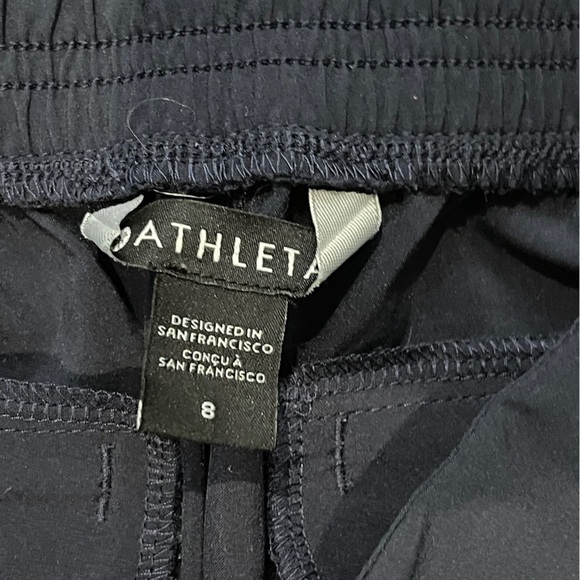 ATHLETA
DESIGNED IN
SAN FRANCISCO
CONÇU À
SAN FRANCISCO
8